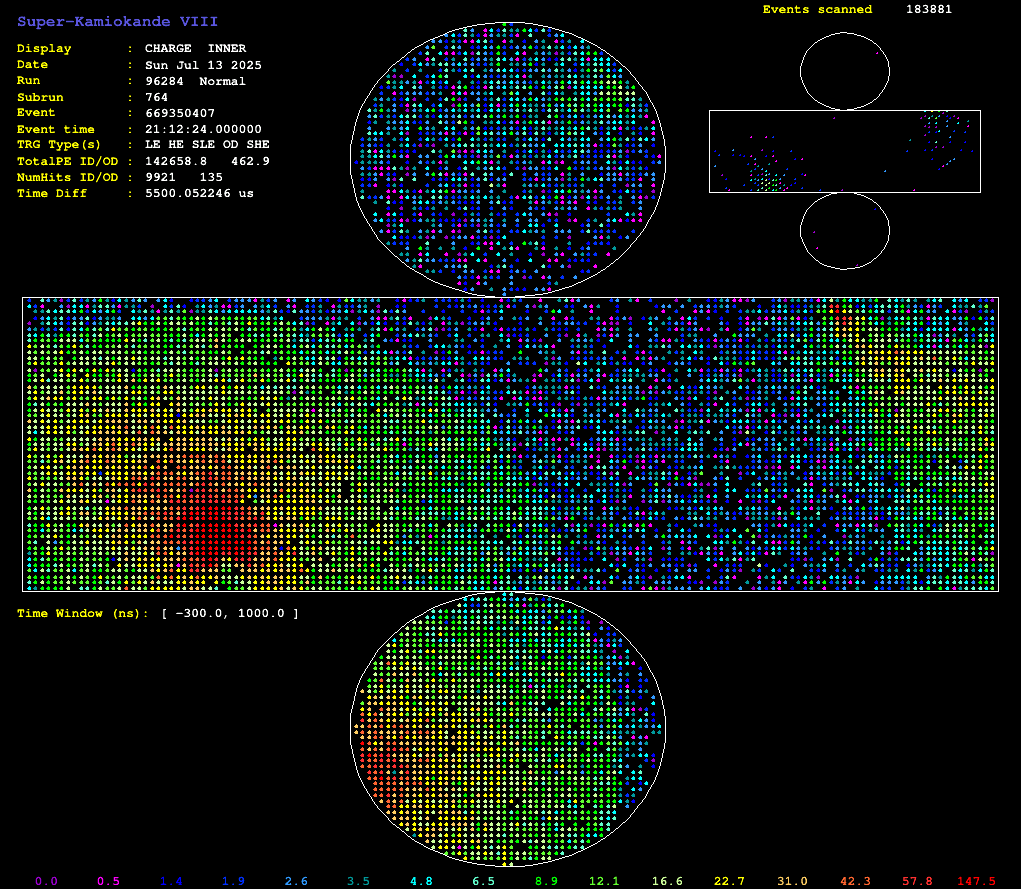 Super-Kamiokande VIII
Events scanned 183881
Display : CHARGE INNER
Date : Sun Jul 13 2025
Run : 96284 Normal
Subrun : 764
Event : 669350407
Event time : 21:12:24.000000
TRG Type(s) : LE HE SLE OD SHE
TotalPE ID/OD : 142658.8 462.9
NumHits ID/OD : 9921 135
Time Diff : 5500.052246 us
Time Window (ns): [ -300.0, 1000.0 ]
0.0 0.5 1.4 1.9 2.6 3.5 4.8 6.5 8.9 12.1 16.6 22.7 31.0 42.3 57.8 147.5